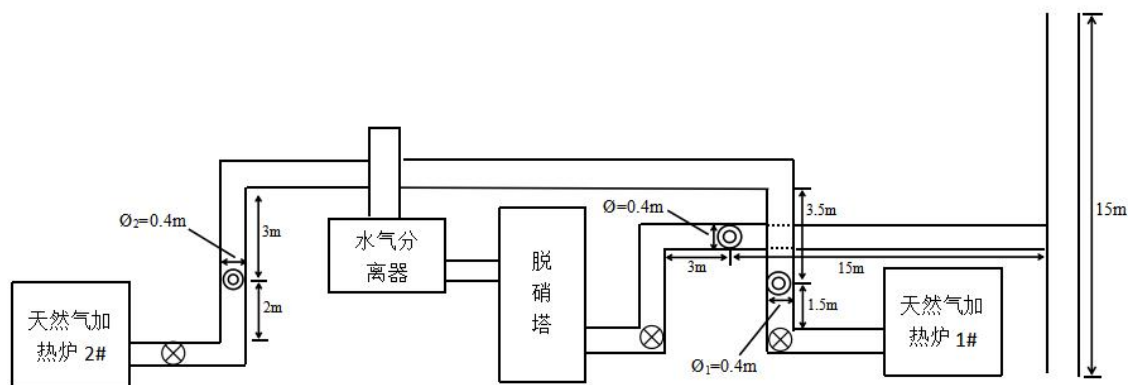 Ø₂=0.4m
3m
2m
天然气加
热炉 2#
水气分
离器
脱
硝
塔
Ø=0.4m
3m
15m
3.5m
1.5m
Ø₁=0.4m
天然气加
热炉 1#
15m